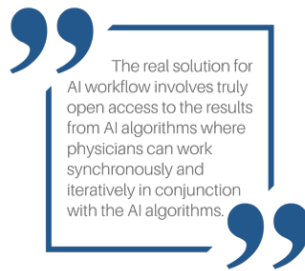 ”
The real solution for
AI workflow involves truly
open access to the results
from AI algorithms where
physicians can work
synchronously and
iteratively in conjunction
with the AI algorithms.
”